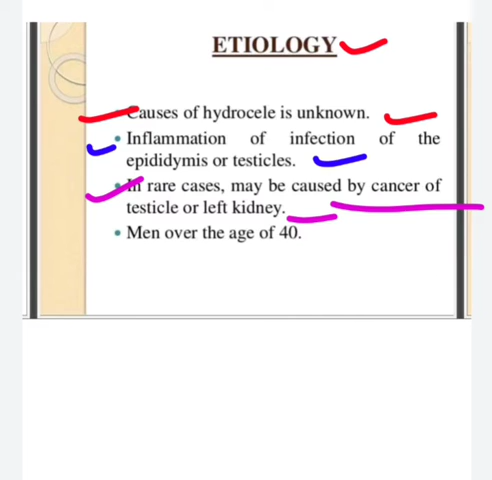 ETIOLOGY
• Causes of hydrocele is unknown.
• Inflammation of infection of the
epididymis or testicles.
• In rare cases, may be caused by cancer of
testicle or left kidney.
• Men over the age of 40.